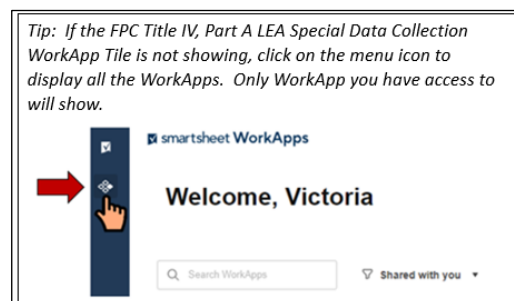 Tip: If the FPC Title IV, Part A LEA Special Data Collection
WorkApp Tile is not showing, click on the menu icon to
display all the WorkApps. Only WorkApp you have access to
will show.
smartsheet WorkApps
Welcome, Victoria
Search WorkApps
Shared with you